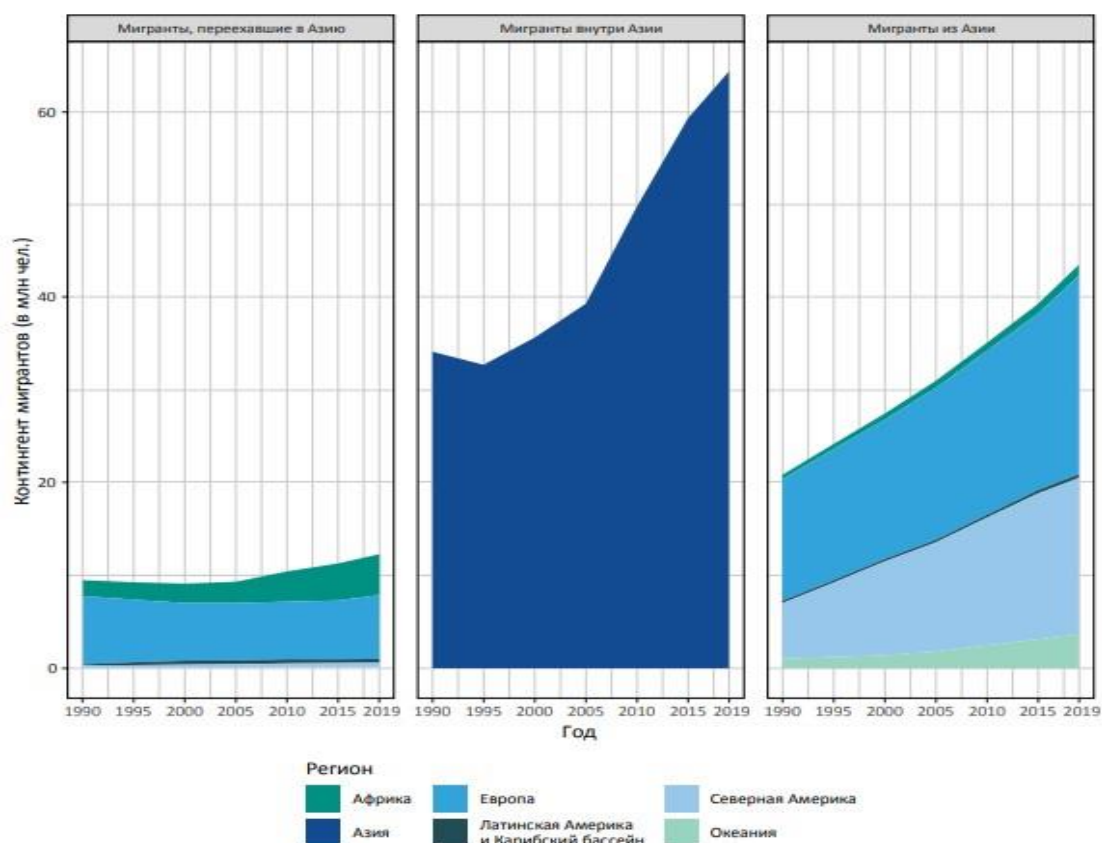 Мигранты, переехавшие в Азию
Мигранты внутри Азии
Мигранты из Азии
Контингент мигрантов (в млн чел.)
60
40
20
0
1990 1995 2000 2005 2010 2015 2019
1990 1995 2000 2005 2010 2015 2019
1990 1995 2000 2005 2010 2015 2019
Год
Регион
Африка
Европа
Северная Америка
Азия
Латинская Америка
и Карибский бассейн
Океания